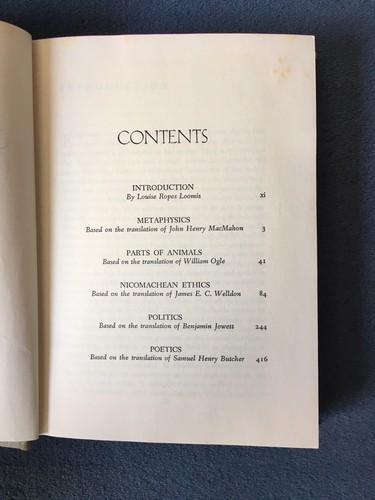 CONTENTS
INTRODUCTION
By Louise Ropes Loomis xi
METAPHYSICS
Based on the translation of John Henry MacMahon 3
PARTS OF ANIMALS
Based on the translation of William Ogle 41
NICOMACHEAN ETHICS
Based on the translation of James E. C. Welldon 84
POLITICS
Based on the translation of Benjamin Jowett 244
POETICS
Based on the translation of Samuel Henry Butcher 416